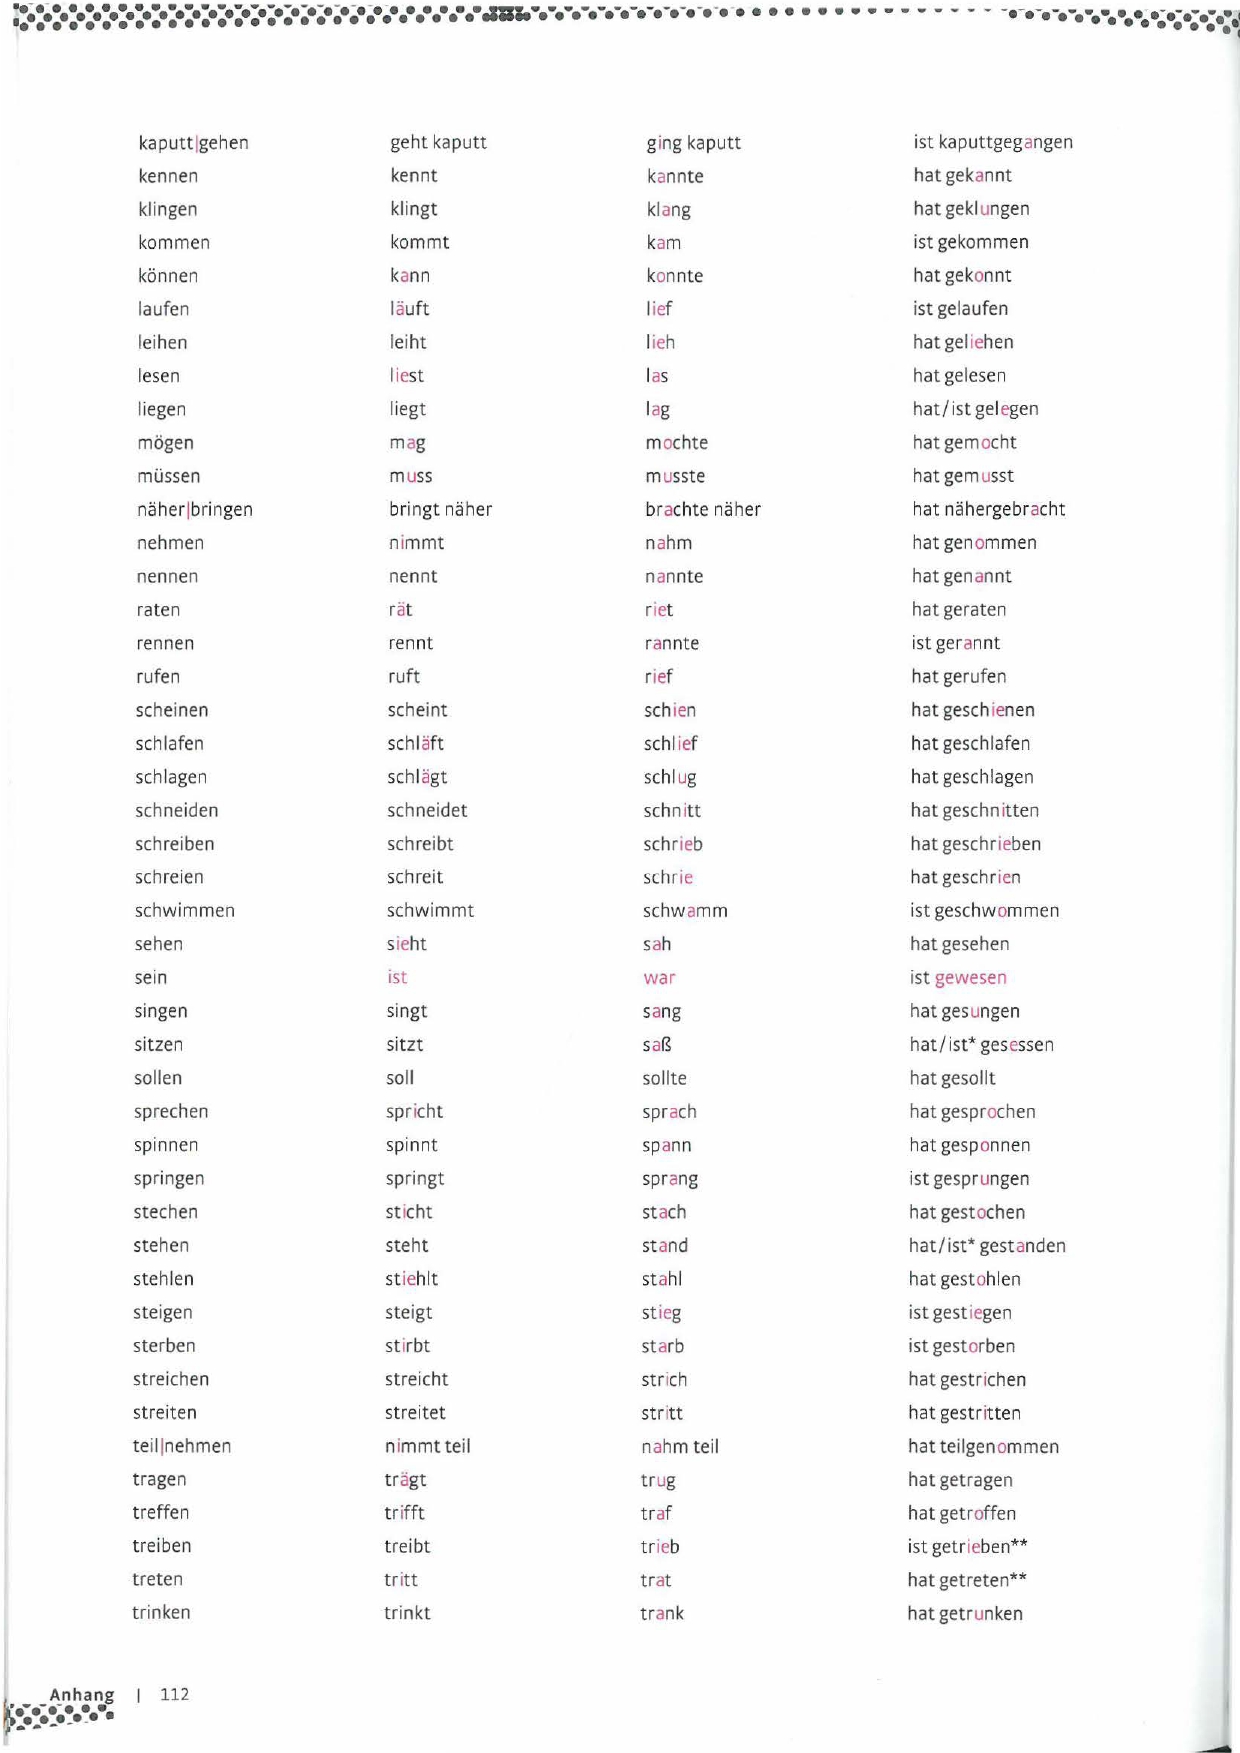 kaputt|gehen geht kaputt ging kaputt ist kaputtgegangen
kennen kennt kannte hat gekannt
klingen klingt klang hat geklungen
kommen kommt kam ist gekommen
können kann konnte hat gekonnt
laufen läuft lief ist gelaufen
leihen leiht lieh hat geliehen
lesen liest las hat gelesen
liegen liegt lag hat/ist gelegen
mögen mag mochte hat gemocht
müssen muss musste hat gemusst
näher|bringen bringt näher brachte näher hat nähergebracht
nehmen nimmt nahm hat genommen
nennen nennt nannte hat genannt
raten rät riet hat geraten
rennen rennt rannte ist gerannt
rufen ruft rief hat gerufen
scheinen scheint schien hat geschienen
schlafen schläft schlief hat geschlafen
schlagen schlägt schlug hat geschlagen
schneiden schneidet schnitt hat geschnitten
schreiben schreibt schrieb hat geschrieben
schreien schreit schrie hat geschrien
schwimmen schwimmt schwamm ist geschwommen
sehen sieht sah hat gesehen
sein ist war ist gewesen
singen singt sang hat gesungen
sitzen sitzt saß hat/ist* gesessen
sollen soll sollte hat gesollt
sprechen spricht sprach hat gesprochen
spinnen spinnt spann hat gesponnen
springen springt sprang ist gesprungen
stechen sticht stach hat gestochen
stehen steht stand hat/ist* gestanden
stehlen stiehlt stahl hat gestohlen
steigen steigt stieg ist gestiegen
sterben stirbt starb ist gestorben
streichen streicht strich hat gestrichen
streiten streitet stritt hat gestritten
teil|nehmen nimmt teil nahm teil hat teilgenommen
tragen trägt trug hat getragen
treffen trifft traf hat getroffen
treiben treibt trieb ist getrieben**
treten tritt trat hat getreten**
trinken trinkt trank hat getrunken
Anhang | 112